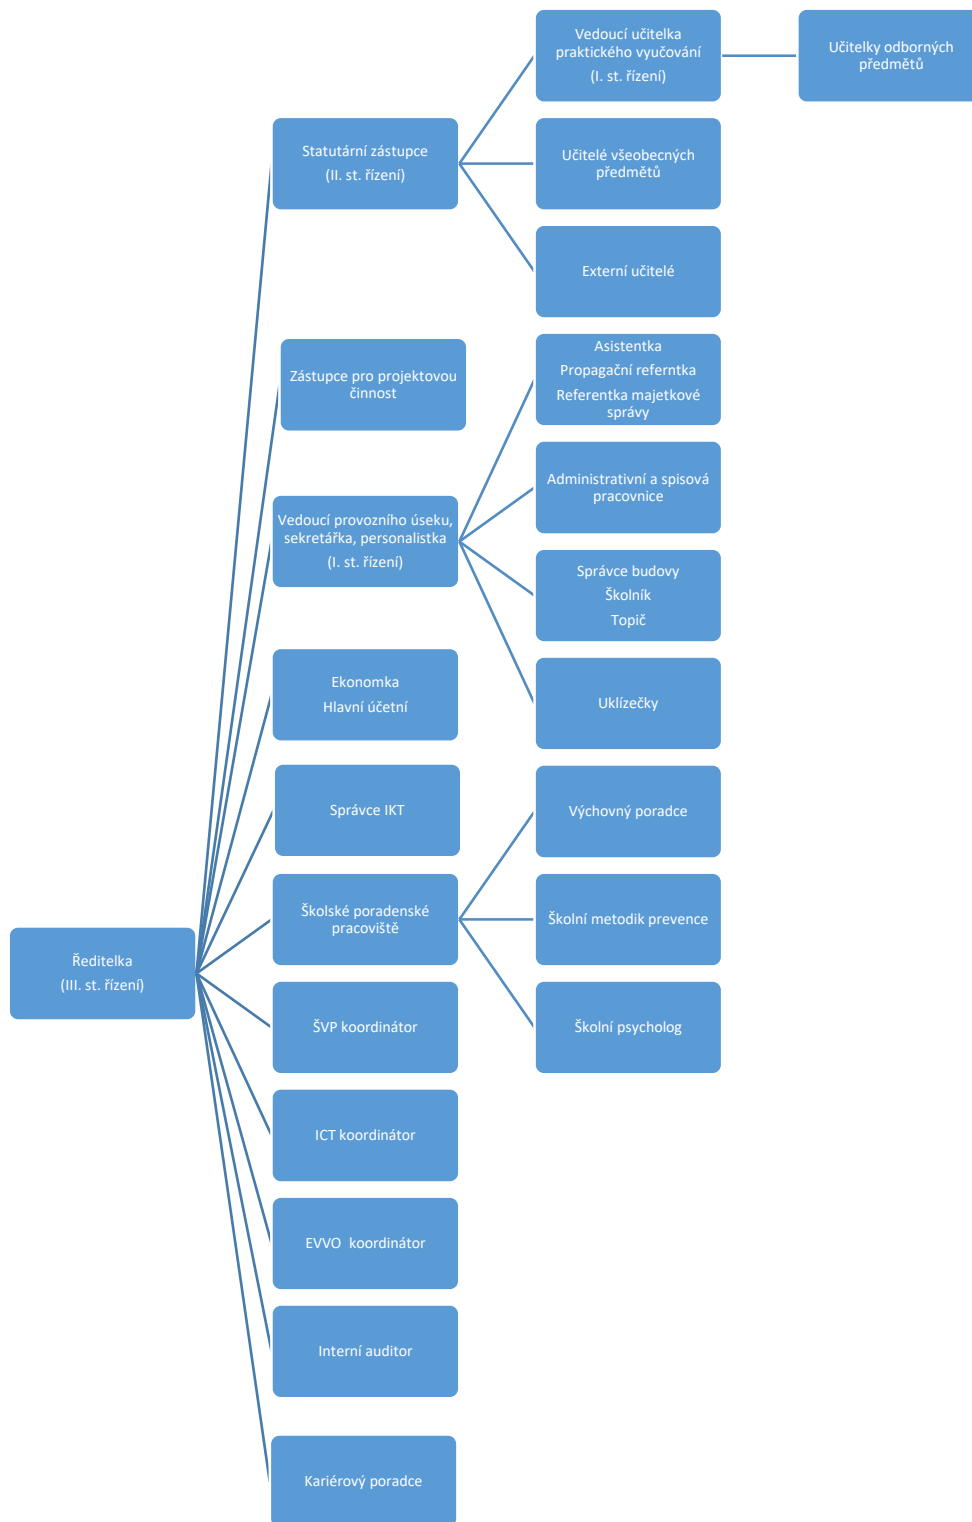 Vedoucí učitelka
praktického vyučování
(I. st. řízení)
Učitelky odborných
předmětů
Statutární zástupce
(II. st. řízení)
Učitelé všeobecných
předmětů
Externí učitelé
Zástupce pro projektovou
činnost
Asistentka
Propagační referntka
Referentka majetkové
správy
Vedoucí provozního úseku,
sekretářka, personalistka
(I. st. řízení)
Administrativní a spisová
pracovnice
Správce budovy
Školník
Topič
Uklízečky
Ekonomka
Hlavní účetní
Správce IKT
Školské poradenské
pracoviště
Výchovný poradce
Školní metodik prevence
Školní psycholog
Ředitelka
(III. st. řízení)
ŠVP koordinátor
ICT koordinátor
EVVO  koordinátor
Interní auditor
Kariérový poradce